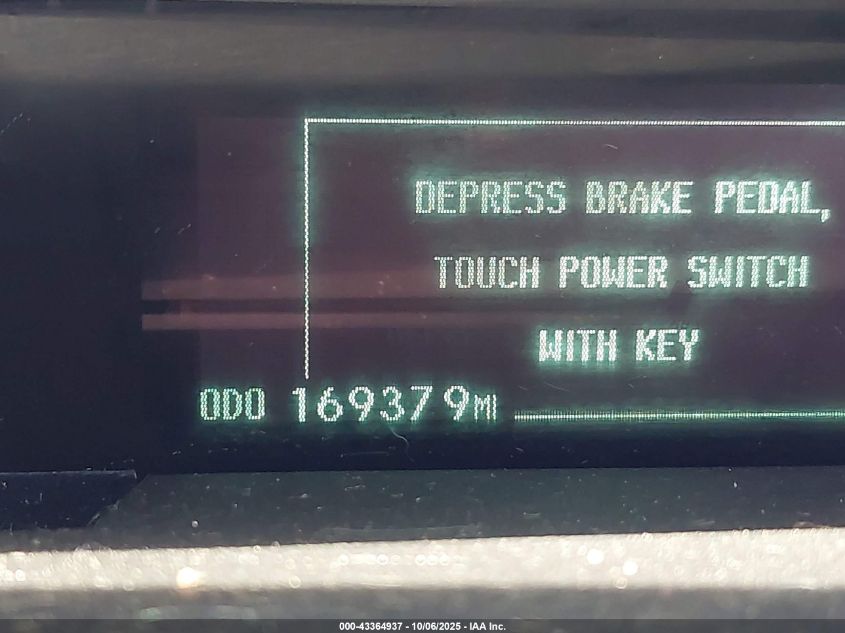 DEPRESS BRAKE PEDAL,
TOUCH POWER SWITCH
WITH KEY
ODO 169379MI
000-43364937 - 10/06/2025 - IAA Inc.